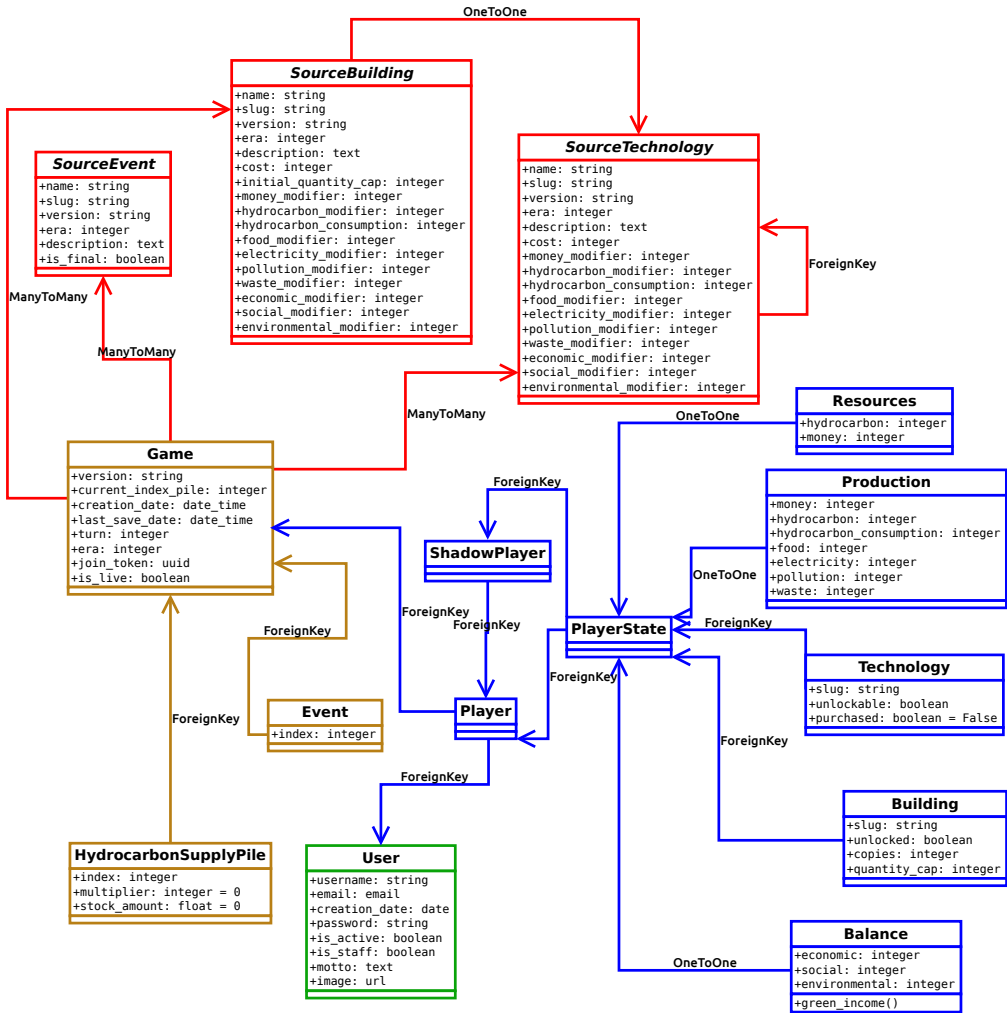 OneToOne
SourceBuilding
+name: string
+slug: string
+version: string
+era: integer
+description: text
+cost: integer
+initial_quantity_cap: integer
+money_modifier: integer
+hydrocarbon_modifier: integer
+hydrocarbon_consumption: integer
+food_modifier: integer
+electricity_modifier: integer
+pollution_modifier: integer
+waste_modifier: integer
+economic_modifier: integer
+social_modifier: integer
+environmental_modifier: integer
SourceTechnology
+name: string
+slug: string
+version: string
+era: integer
+description: text
+cost: integer
+money_modifier: integer
+hydrocarbon_modifier: integer
+hydrocarbon_consumption: integer
+food_modifier: integer
+electricity_modifier: integer
+pollution_modifier: integer
+waste_modifier: integer
+economic_modifier: integer
+social_modifier: integer
+environmental_modifier: integer
ForeignKey
SourceEvent
+name: string
+slug: string
+version: string
+era: integer
+description: text
+is_final: boolean
ManyToMany
ManyToMany
ManyToMany
Game
+version: string
+current_index_pile: integer
+creation_date: date_time
+last_save_date: date_time
+turn: integer
+era: integer
+join_token: uuid
+is_live: boolean
OneToOne
Resources
+hydrocarbon: integer
+money: integer
Production
+money: integer
+hydrocarbon: integer
+hydrocarbon_consumption: integer
+food: integer
+electricity: integer
+pollution: integer
+waste: integer
OneToOne
ForeignKey
ShadowPlayer
ForeignKey
ForeignKey
PlayerState
ForeignKey
ForeignKey
Technology
+slug: string
+unlockable: boolean
+purchased: boolean = False
ForeignKey
ForeignKey
Event
+index: integer
Player
ForeignKey
ForeignKey
Building
+slug: string
+unlocked: boolean
+copies: integer
+quantity_cap: integer
HydrocarbonSupplyPile
+index: integer
+multiplier: integer = 0
+stock_amount: float = 0
User
+username: string
+email: email
+creation_date: date
+password: string
+is_active: boolean
+is_staff: boolean
+motto: text
+image: url
OneToOne
Balance
+economic: integer
+social: integer
+environmental: integer
+green_income()